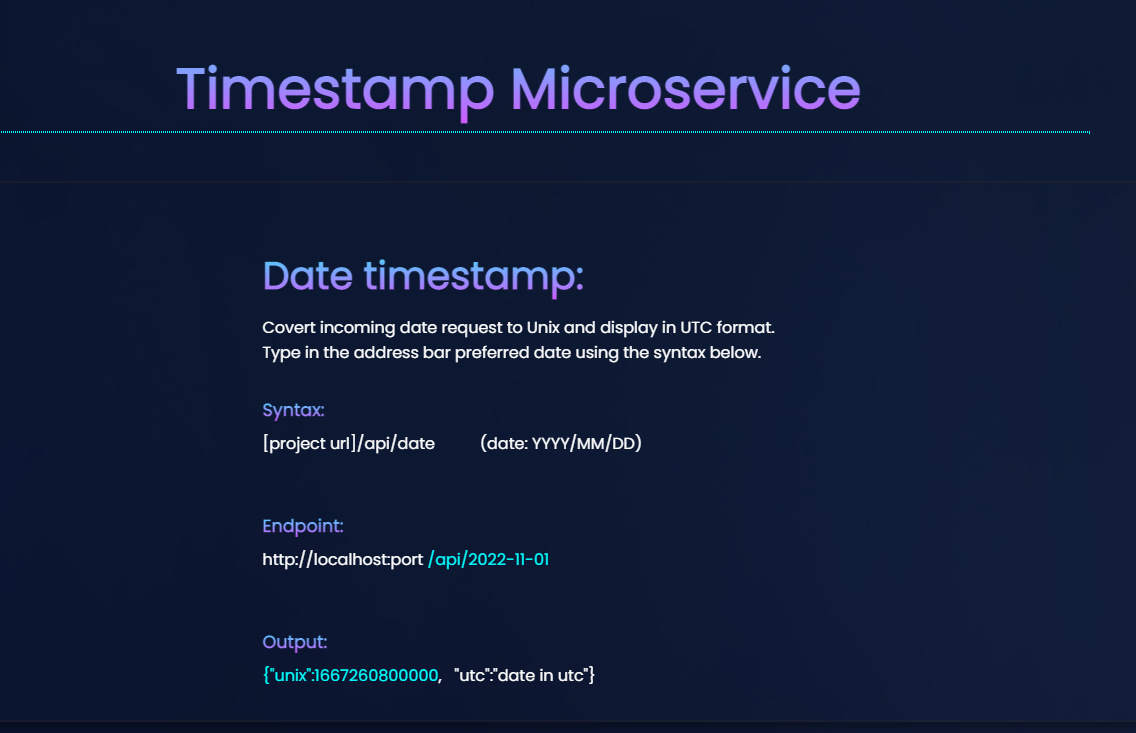 Timestamp Microservice
Date timestamp:
Covert incoming date request to Unix and display in UTC format.
Type in the address bar preferred date using the syntax below.
Syntax:
[project url]/api/date (date: YYYY/MM/DD)
Endpoint:
http://localhost:port /api/2022-11-01
Output:
{"unix":1667260800000, "utc":"date in utc"}